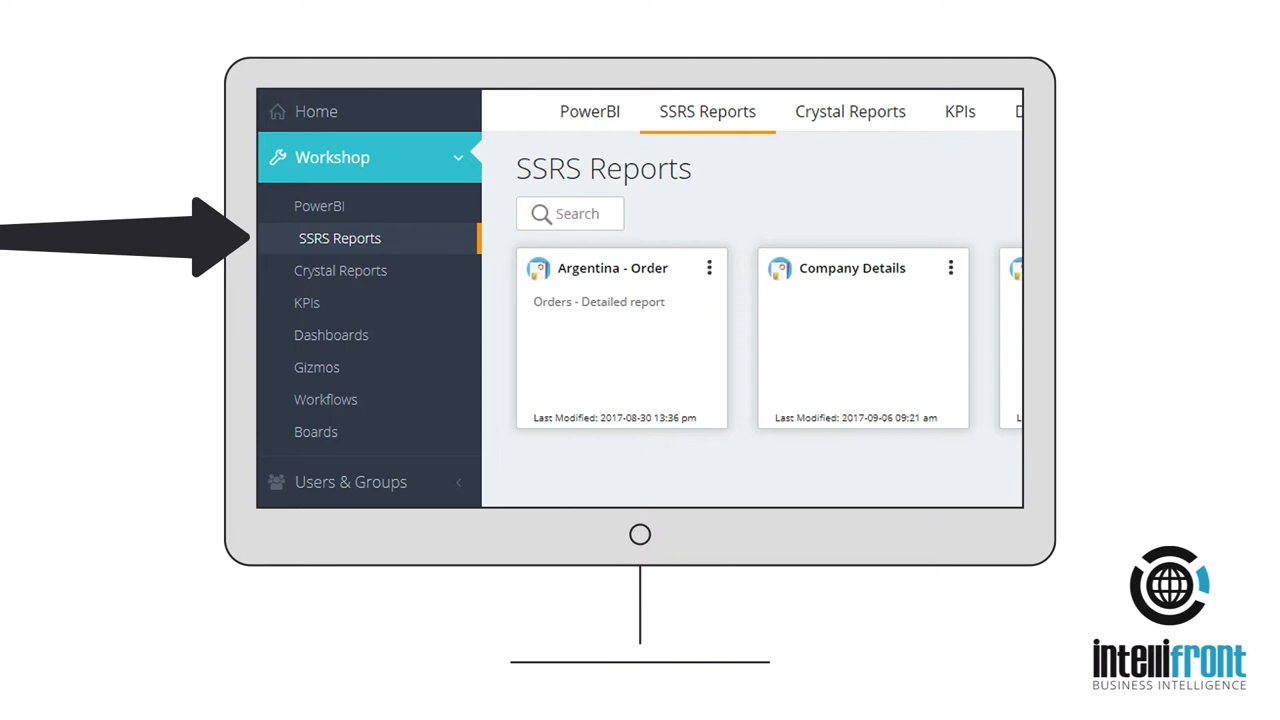 Home
Workshop
PowerBI
SSRS Reports
Crystal Reports
KPIs
Dashboards
Gizmos
Workflows
Boards
Users & Groups
PowerBI SSRS Reports Crystal Reports KPIs
SSRS Reports
Search
Argentina - Order
Orders - Detailed report
Last Modified: 2017-08-30 13:36 pm
Company Details
Last Modified: 2017-09-06 09:21 am
intellifront
BUSINESS INTELLIGENCE